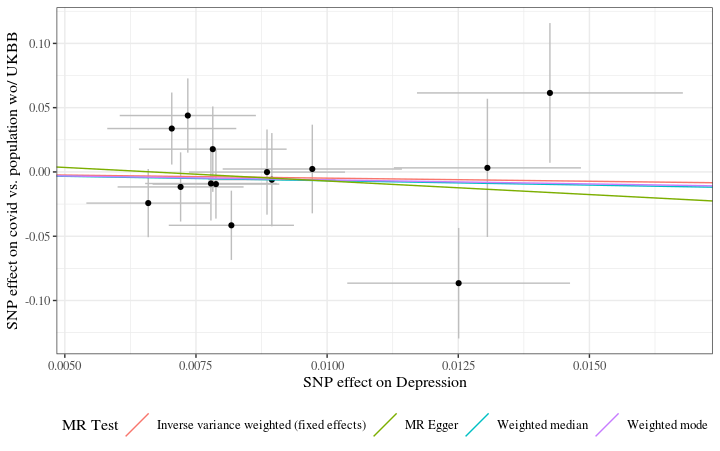 SNP effect on covid vs. population wo/ UKBB
0.10
0.05
0.00
-0.05
-0.10
0.0050
0.0075
0.0100
0.0125
0.0150
SNP effect on Depression
MR Test
Inverse variance weighted (fixed effects)
MR Egger
Weighted median
Weighted mode